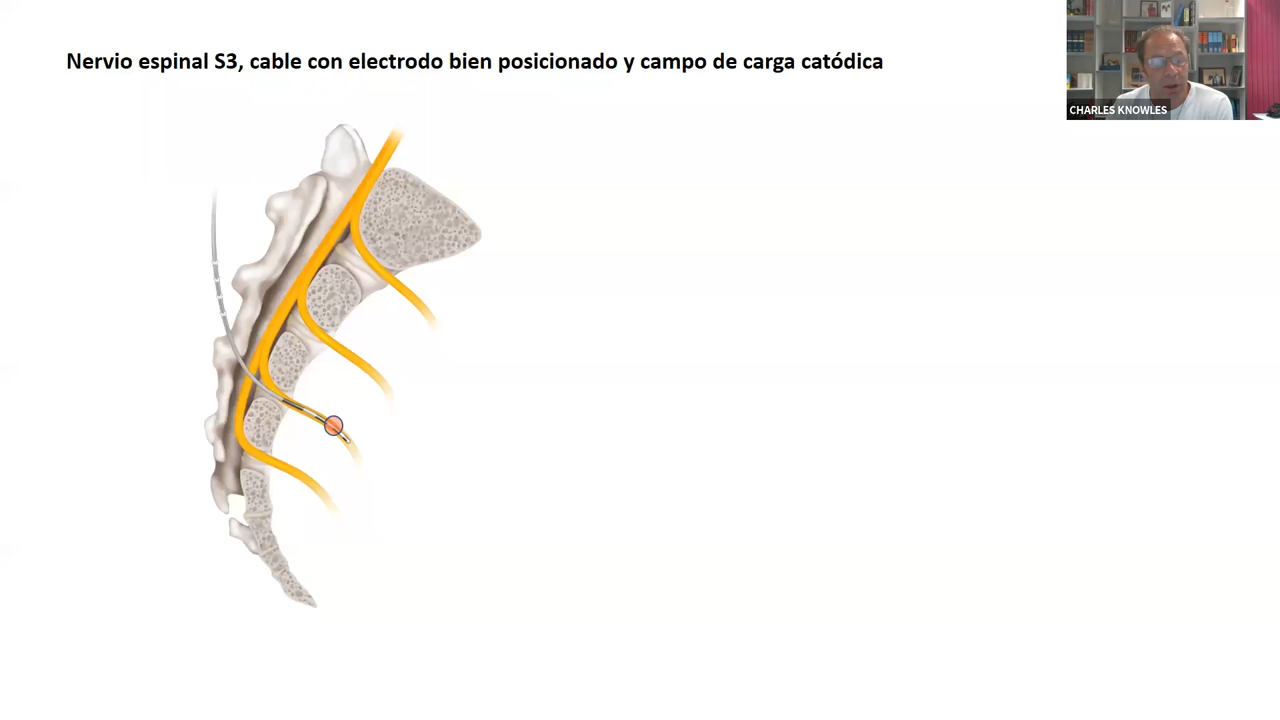 Nervio espinal S3, cable con electrodo bien posicionado y campo de carga catódica
CHARLES KNOWLES